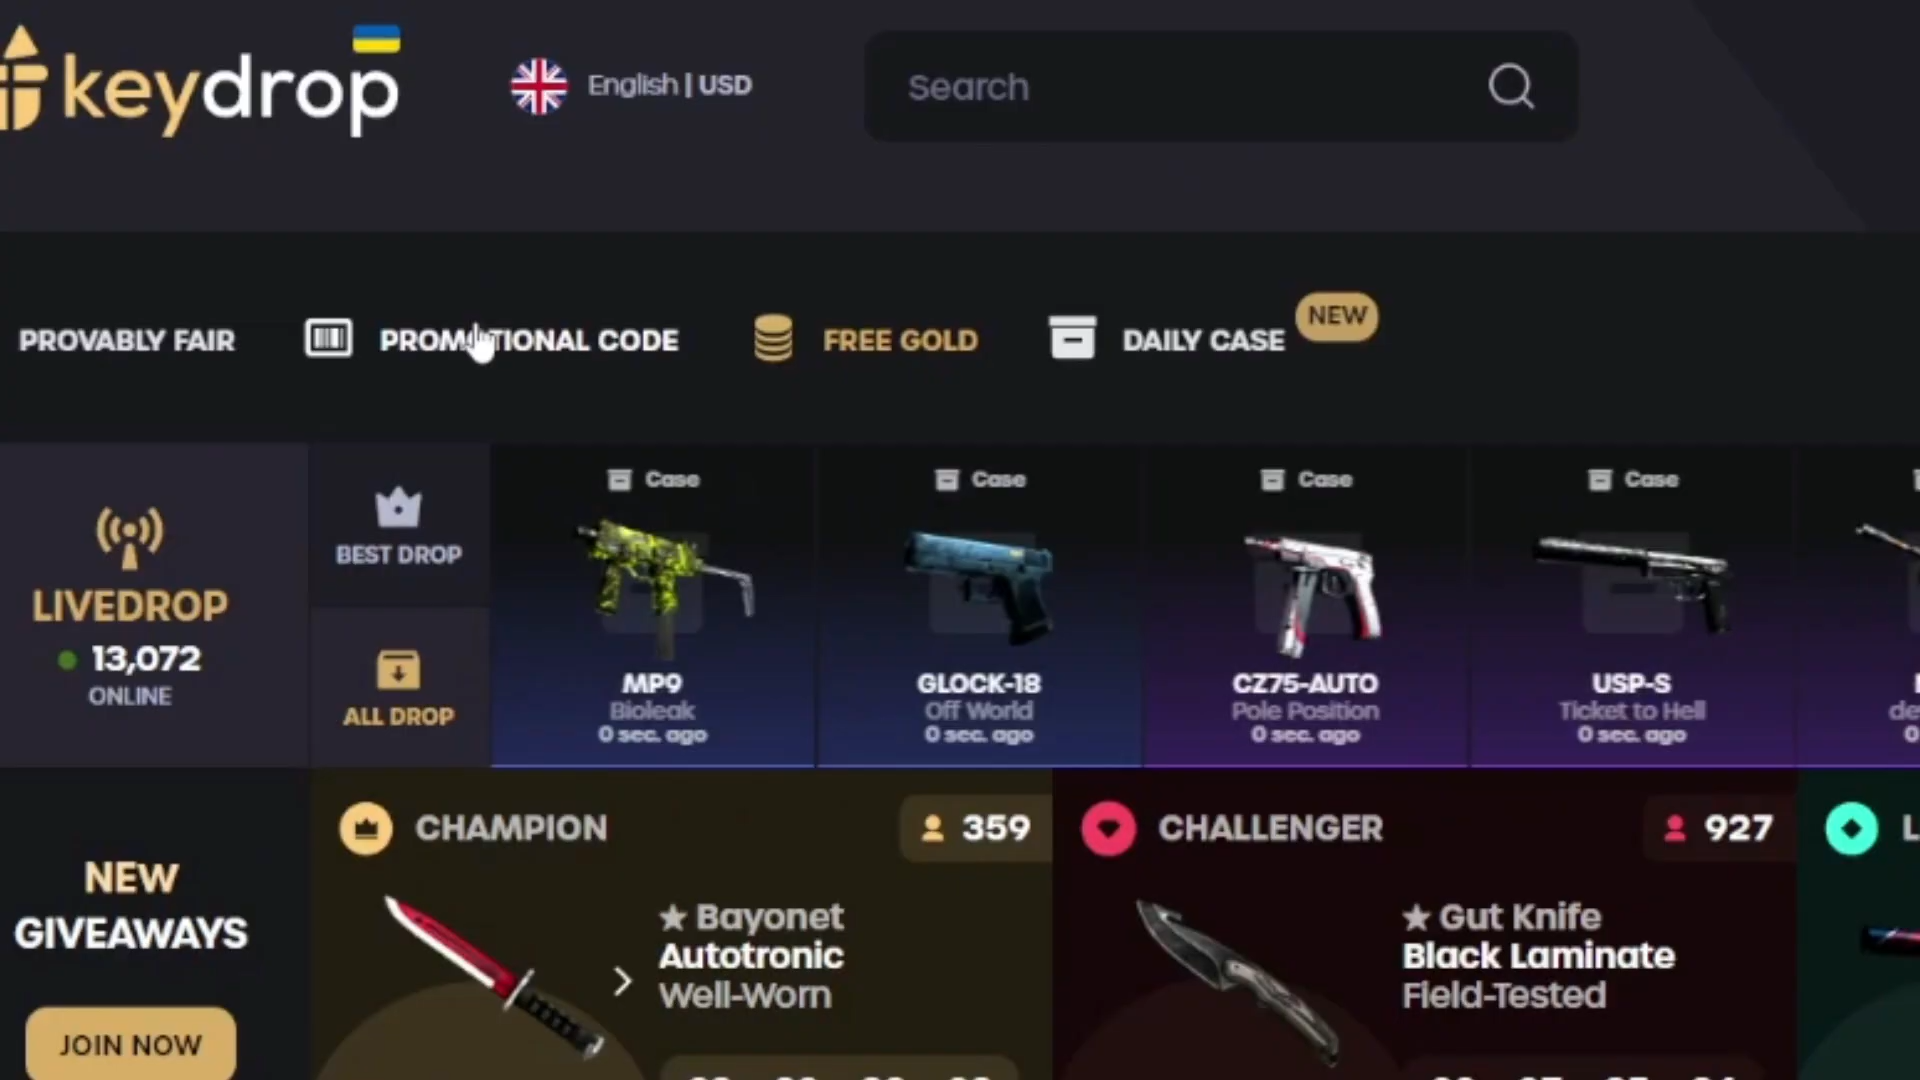 keydrop
English | USD
Search
PROVABLY FAIR
PROMOTIONAL CODE
FREE GOLD
DAILY CASE
NEW
LIVEDROP
13,072
ONLINE
BEST DROP
ALL DROP
Case
MP9
Bioleak
0 sec. ago
Case
GLOCK-18
Off World
0 sec. ago
Case
CZ75-AUTO
Pole Position
0 sec. ago
Case
USP-S
Ticket to Hell
0 sec. ago
NEW
GIVEAWAYS
JOIN NOW
CHAMPION
359
★ Bayonet
Autotronic
Well-Worn
CHALLENGER
927
★ Gut Knife
Black Laminate
Field-Tested